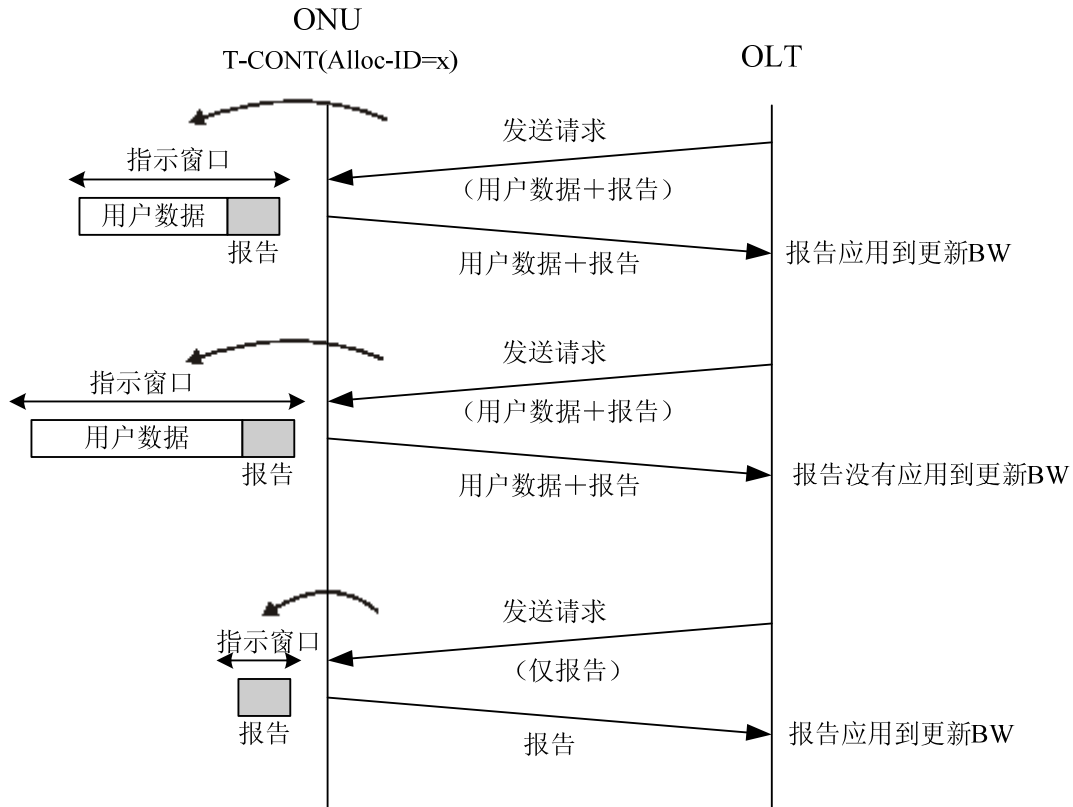 ONU
T-CONT(Alloc-ID=x)
OLT
发送请求
指示窗口
（用户数据＋报告）
用户数据
报告
用户数据＋报告
报告应用到更新BW
发送请求
指示窗口
（用户数据＋报告）
用户数据
报告
用户数据＋报告
报告没有应用到更新BW
发送请求
指示窗口
（仅报告）
报告
报告
报告应用到更新BW